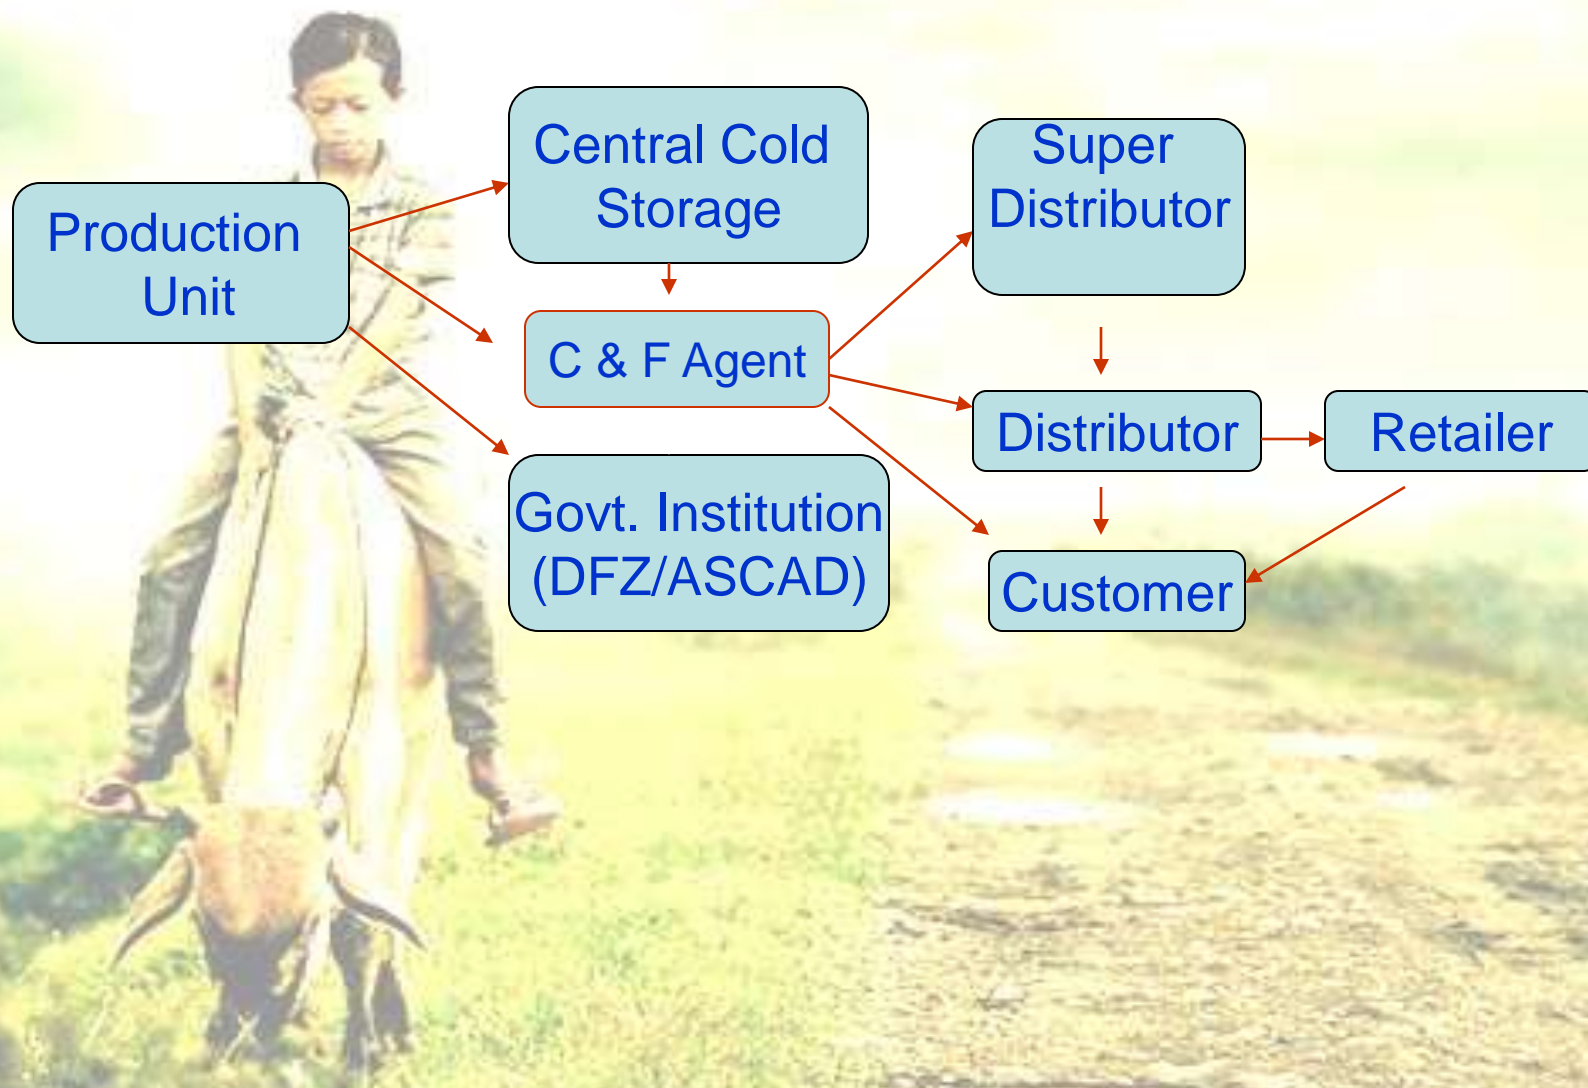 Production
Unit
Central Cold
Storage
C & F Agent
Govt. Institution
(DFZ/ASCAD)
Super
Distributor
Distributor
Retailer
Customer